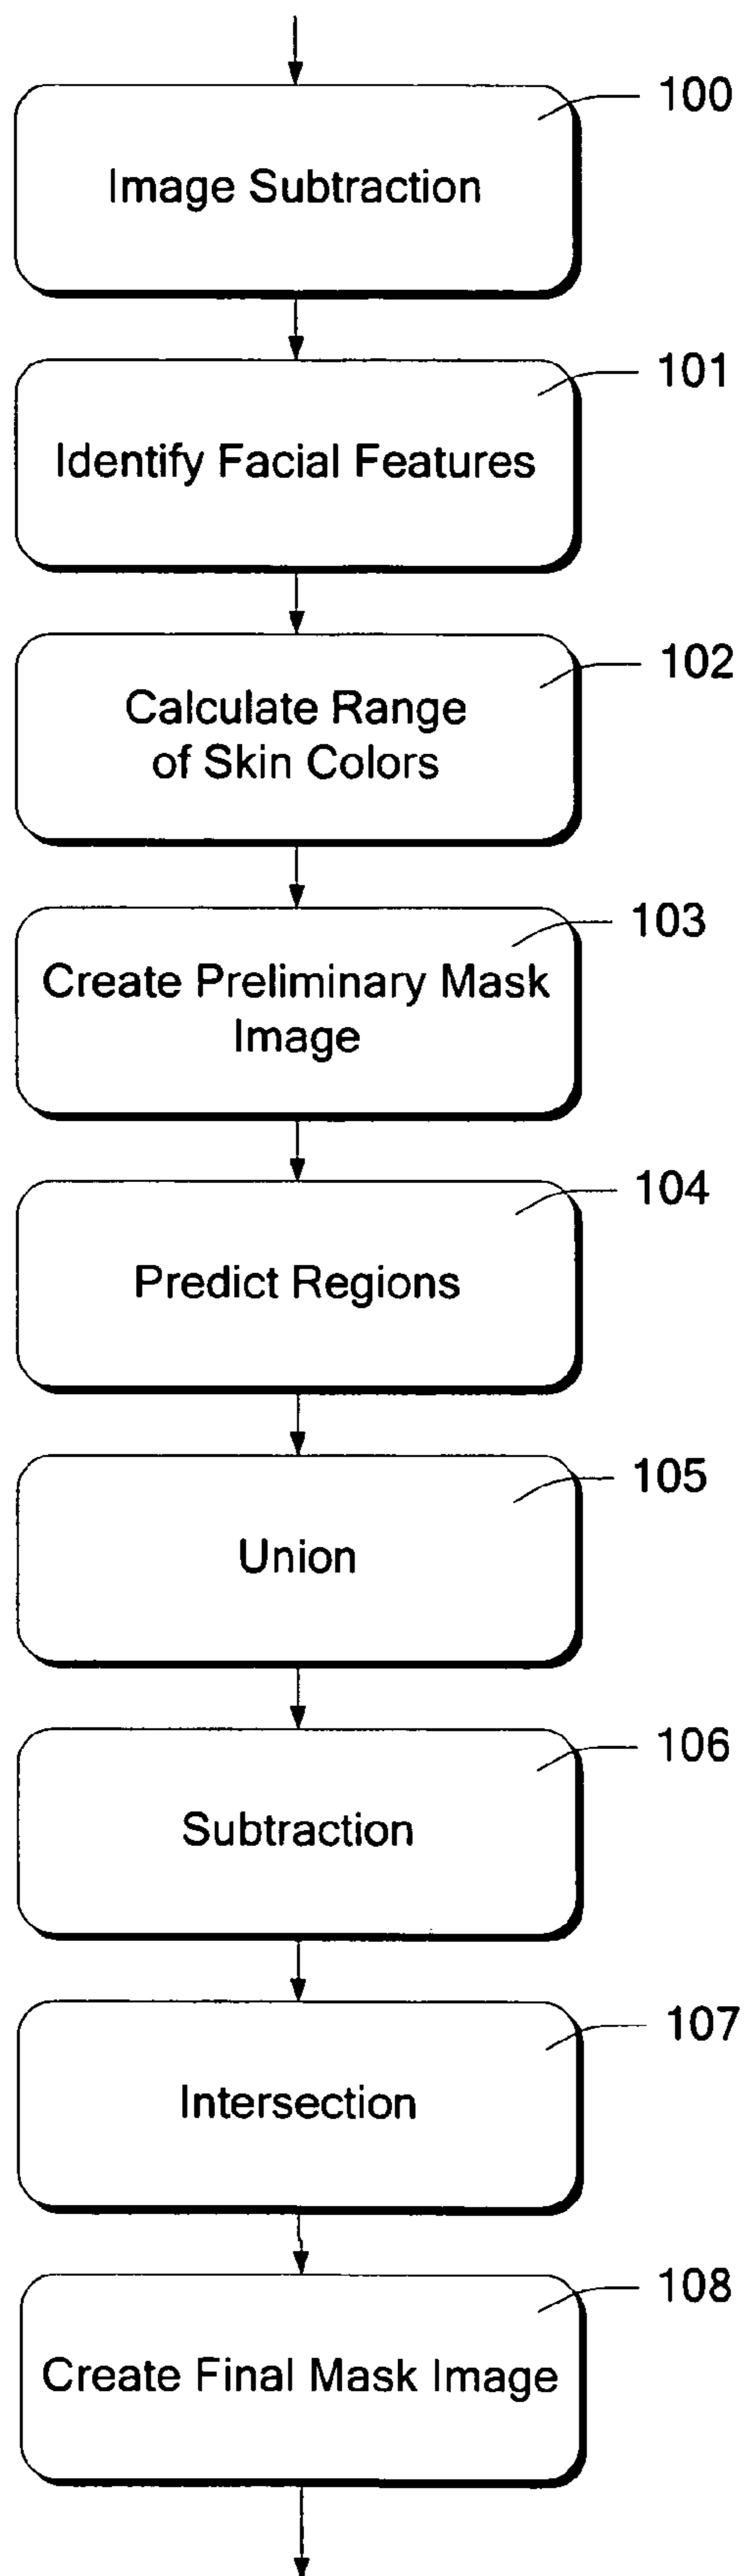 100
Image Subtraction
101
Identify Facial Features
102
Calculate Range
of Skin Colors
103
Create Preliminary Mask
Image
104
Predict Regions
105
Union
106
Subtraction
107
Intersection
108
Create Final Mask Image